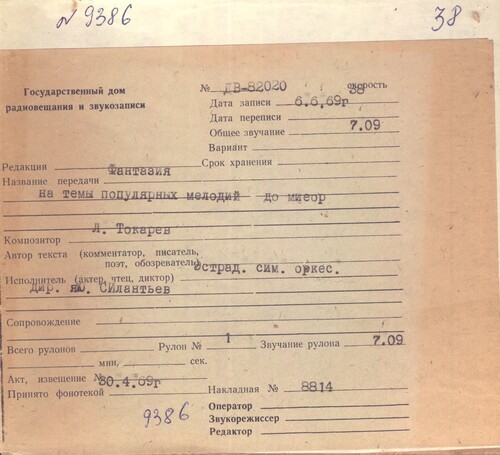 № 9386 38
Государственный дом
радиовещания и звукозаписи
№ ДВ-82020 скорость 38
Дата записи 6.6.69г
Дата переписи
Общее звучание 7.09
Вариант
Редакция Фантазия Срок хранения
Название передачи
на темы популярных мелодий до минор
Л. Токарев
Композитор
Автор текста (комментатор, писатель,
поэт, обозреватель) Эстрад. сим. оркес.
Исполнитель (актер, чтец, диктор)
Дир. Ю. Силантьев
Сопровождение
Всего рулонов Рулон № 1 Звучание рулона 7.09
мин, сек.
Акт, извещение № 30.4.69г
Принято фонотекой Накладная № 8814
9386 Оператор
Звукорежиссер
Редактор